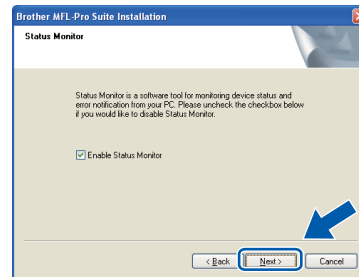 Brother MFL-Pro Suite Installation
Status Monitor
Status Monitor is a software tool for monitoring device status and
error notification from your PC. Please uncheck the checkbox below
if you would like to disable Status Monitor.
Enable Status Monitor
< Back
Next >
Cancel